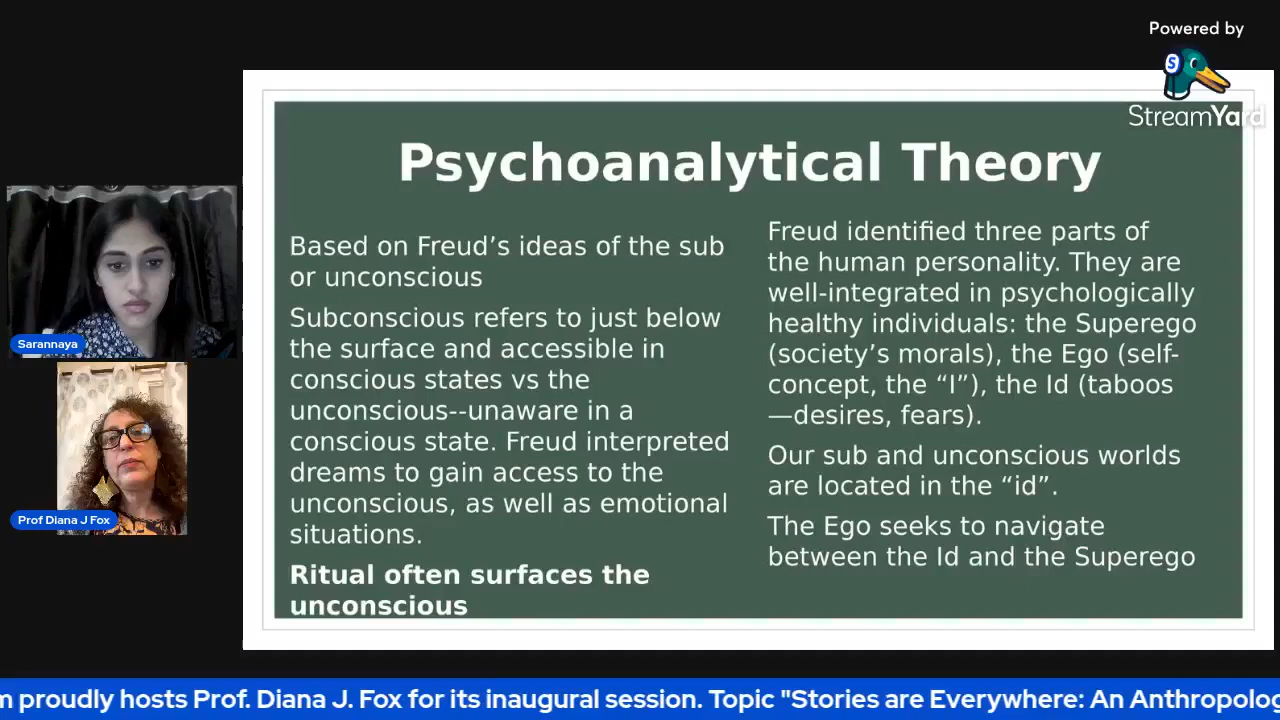 Powered by
S
StreamYard
Psychoanalytical Theory
Based on Freud’s ideas of the sub
or unconscious
Subconscious refers to just below
the surface and accessible in
conscious states vs the
unconscious--unaware in a
conscious state. Freud interpreted
dreams to gain access to the
unconscious, as well as emotional
situations.
Ritual often surfaces the
unconscious
Freud identified three parts of
the human personality. They are
well-integrated in psychologically
healthy individuals: the Superego
(society’s morals), the Ego (self-
concept, the “I”), the Id (taboos
—desires, fears).
Our sub and unconscious worlds
are located in the “id”.
The Ego seeks to navigate
between the Id and the Superego
Sarannaya
Prof Diana J Fox
m proudly hosts Prof. Diana J. Fox for its inaugural session. Topic "Stories are Everywhere: An Anthropolog